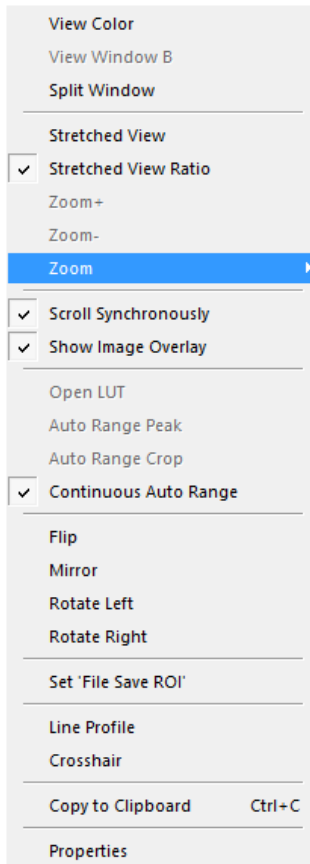 View Color
View Window B
Split Window
Stretched View
Stretched View Ratio
Zoom+
Zoom-
Zoom
Scroll Synchronously
Show Image Overlay
Open LUT
Auto Range Peak
Auto Range Crop
Continuous Auto Range
Flip
Mirror
Rotate Left
Rotate Right
Set 'File Save ROI'
Line Profile
Crosshair
Copy to Clipboard Ctrl+C
Properties